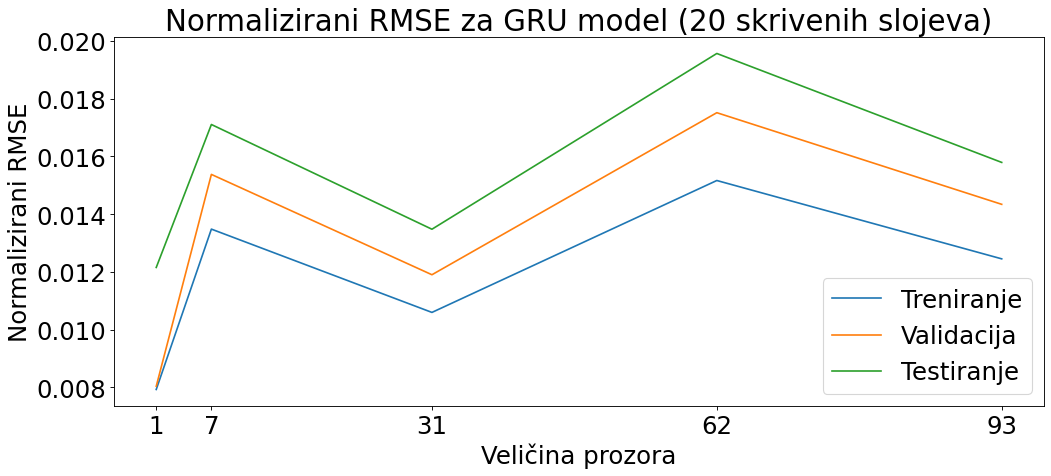 Normalizirani RMSE za GRU model (20 skrivenih slojeva)
Normalizirani RMSE
0.020
0.018
0.016
0.014
0.012
0.010
0.008
Treniranje
Validacija
Testiranje
1 7 31 62 93
Veličina prozora